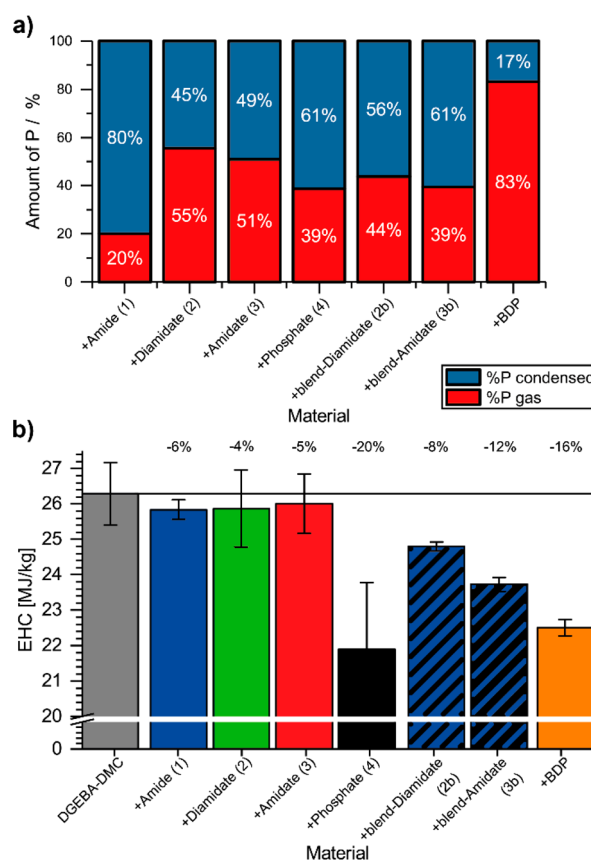 a)
Amount of P / %
100
80
60
40
20
0
80%
20%
45%
55%
49%
51%
61%
39%
56%
44%
61%
39%
17%
83%
+Amide (1)
+Diamidate (2)
+Amidate (3)
+Phosphate (4)
+blend-Diamidate (2b)
+blend-Amidate (3b)
+BDP
%P condensed
%P gas
Material
b)
EHC [MJ/kg]
27
26
25
24
23
22
21
20
0
-6%
-4%
-5%
-20%
-8%
-12%
-16%
DGEBA-DMC
+Amide (1)
+Diamidate (2)
+Amidate (3)
+Phosphate (4)
+blend-Diamidate
(2b)
+blend-Amidate
(3b)
+BDP
Material